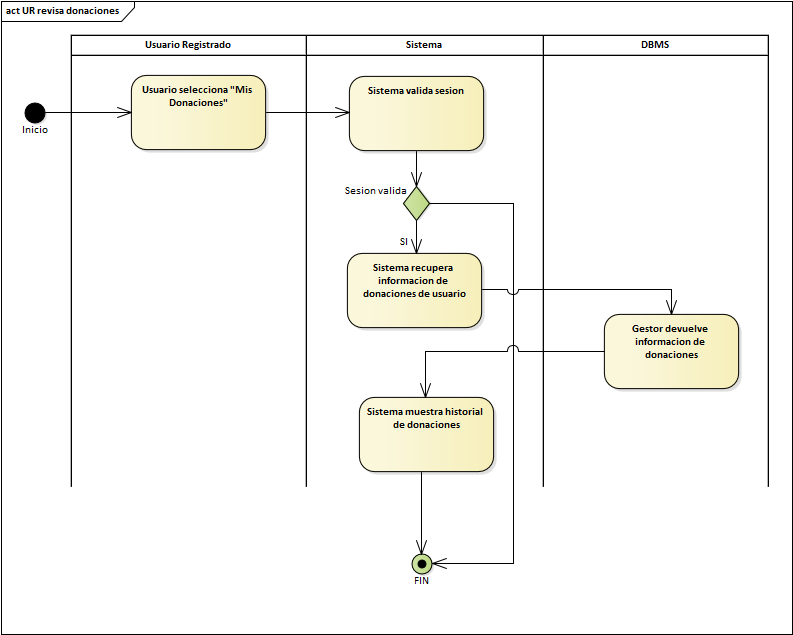 act UR revisa donaciones
Usuario Registrado
Sistema
DBMS
Usuario selecciona "Mis
Donaciones"
Sistema valida sesion
Inicio
Sesion valida
SI
Sistema recupera
informacion de
donaciones de usuario
Gestor devuelve
informacion de
donaciones
Sistema muestra historial
de donaciones
FIN